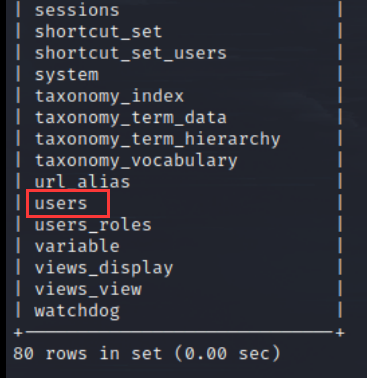 | sessions |
| shortcut_set |
| shortcut_set_users |
| system |
| taxonomy_index |
| taxonomy_term_data |
| taxonomy_term_hierarchy |
| taxonomy_vocabulary |
| url_alias |
| users |
| users_roles |
| variable |
| views_display |
| views_view |
| watchdog |
+-----------------------------+
80 rows in set (0.00 sec)